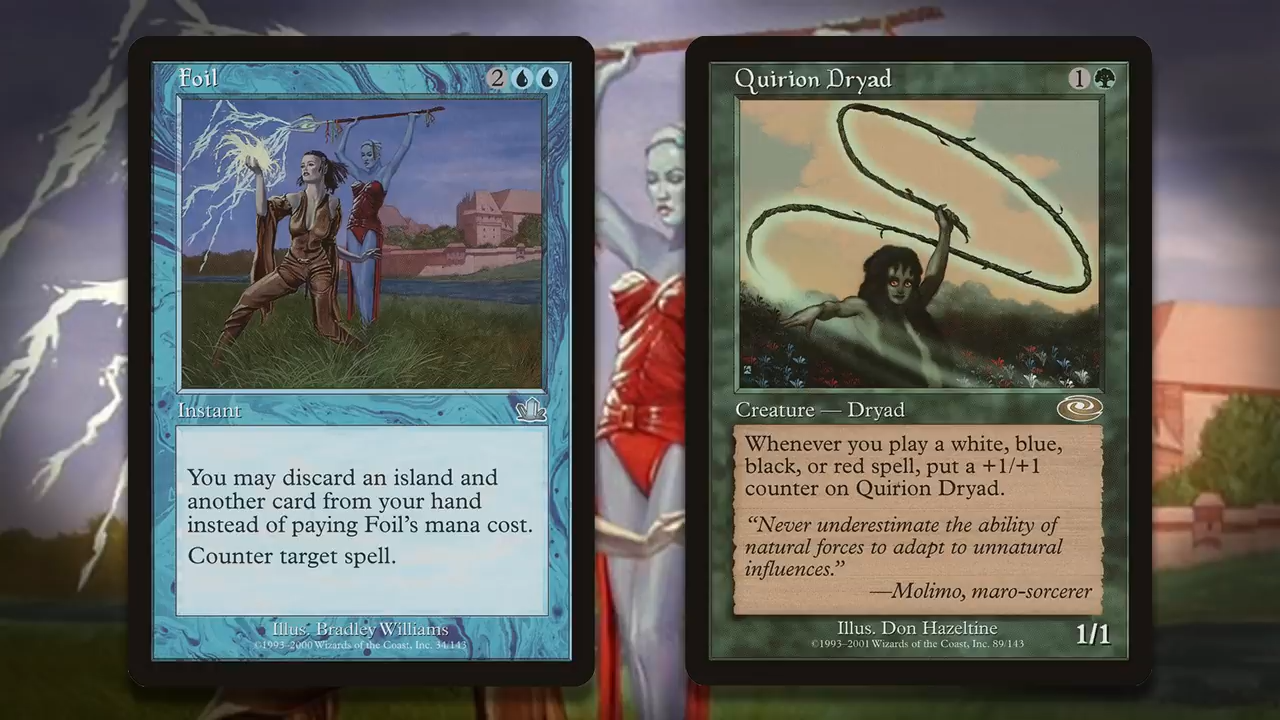 Foil
2
Instant
You may discard an island and
another card from your hand
instead of paying Foil's mana cost.
Counter target spell.
Illus. Bradley Williams
©1993–2000 Wizards of the Coast, Inc. 34/143
Quirion Dryad
1
Creature — Dryad
Whenever you play a white, blue,
black, or red spell, put a +1/+1
counter on Quirion Dryad.
“Never underestimate the ability of
natural forces to adapt to unnatural
influences.”
—Molimo, maro-sorcerer
Illus. Don Hazeltine
©1993–2001 Wizards of the Coast, Inc. 89/143
1/1